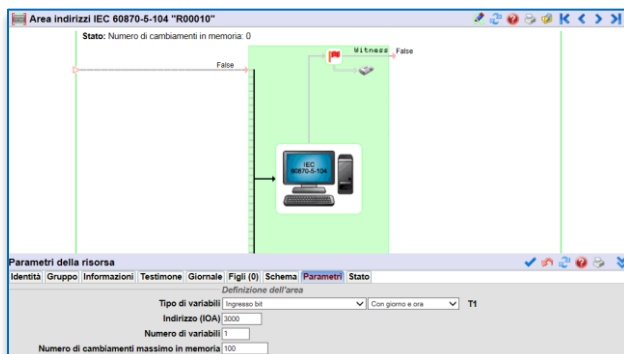 Area indirizzi IEC 60870-5-104 "R00010"
Stato: Numero di cambiamenti in memoria: 0
Witness
False
False
IEC
60870-5-104
Parametri della risorsa
Identità Gruppo Informazioni Testimone Giornale Figli (0) Schema Parametri Stato
Definizione dell'area
Tipo di variabili Ingresso bit Con giorno e ora T1
Indirizzo (IOA) 3000
Numero di variabili 1
Numero di cambiamenti massimo in memoria 100